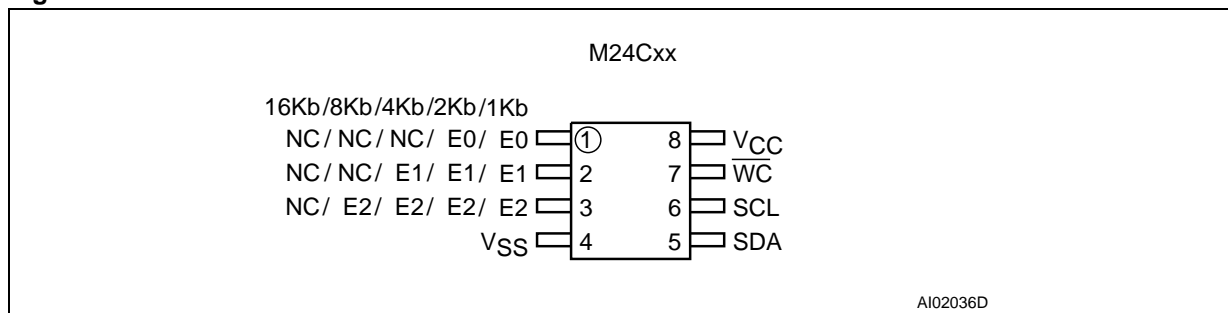 M24Cxx
16Kb/8Kb/4Kb/2Kb/1Kb
NC/ NC/ NC/ E0/ E0 1 8 VCC
NC/ NC/ E1/ E1/ E1 2 7 W̅C̅
NC/ E2/ E2/ E2/ E2 3 6 SCL
VSS 4 5 SDA
AI02036D